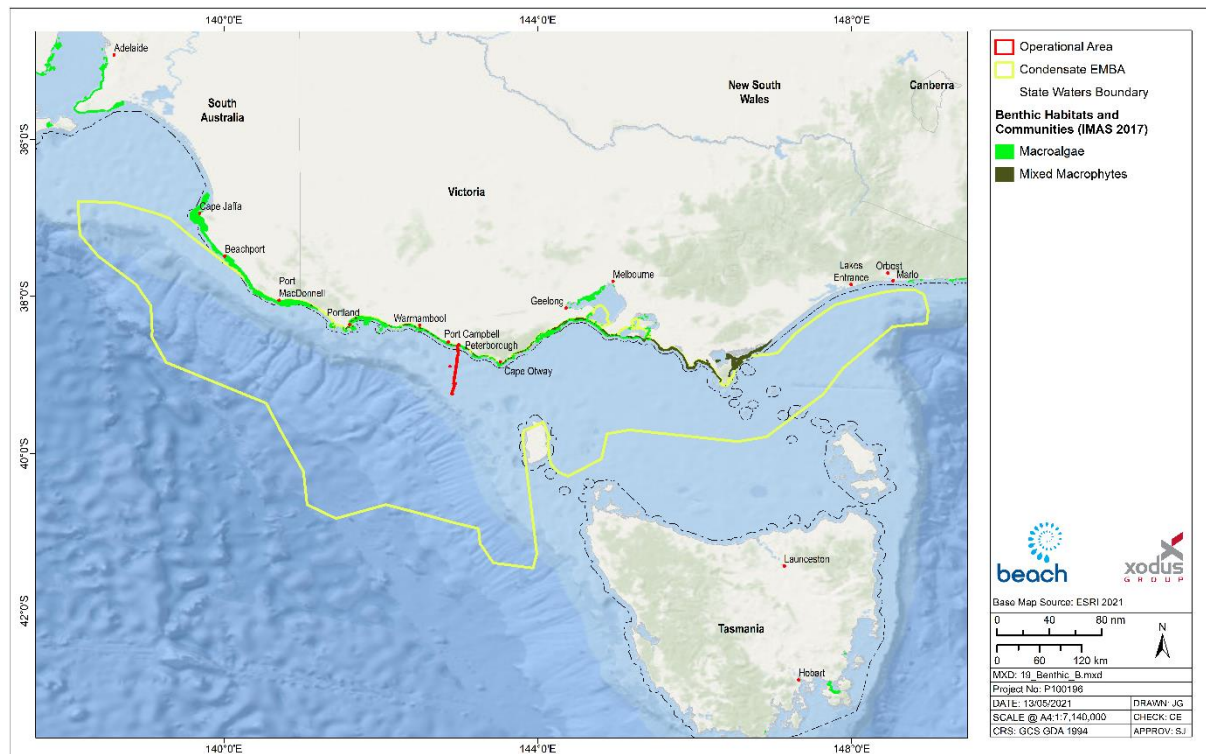 140°0'E
144°0'E
148°0'E
36°0'S
38°0'S
40°0'S
42°0'S
140°0'E
144°0'E
148°0'E
Adelaide
South
Australia
New South
Wales
Canberra
Victoria
Cape Jaffa
Beachport
Port
MacDonnell
Portland
Warrnambool
Port Campbell
Peterborough
Cape Otway
Geelong
Melbourne
Lakes
Entrance
Orbost
Marlo
Launceston
Tasmania
Hobart
Operational Area
Condensate EMBA
State Waters Boundary
Benthic Habitats and
Communities (IMAS 2017)
Macroalgae
Mixed Macrophytes
beach
xodus
GROUP
Base Map Source: ESRI 2021
0 40 80 nm
0 60 120 km
N
MXD: 19_Benthic_B.mxd
Project No: P100196
DATE: 13/05/2021 DRAWN: JG
SCALE @ A4:1:7,140,000 CHECK: CE
CRS: GCS GDA 1994 APPROV: SJ